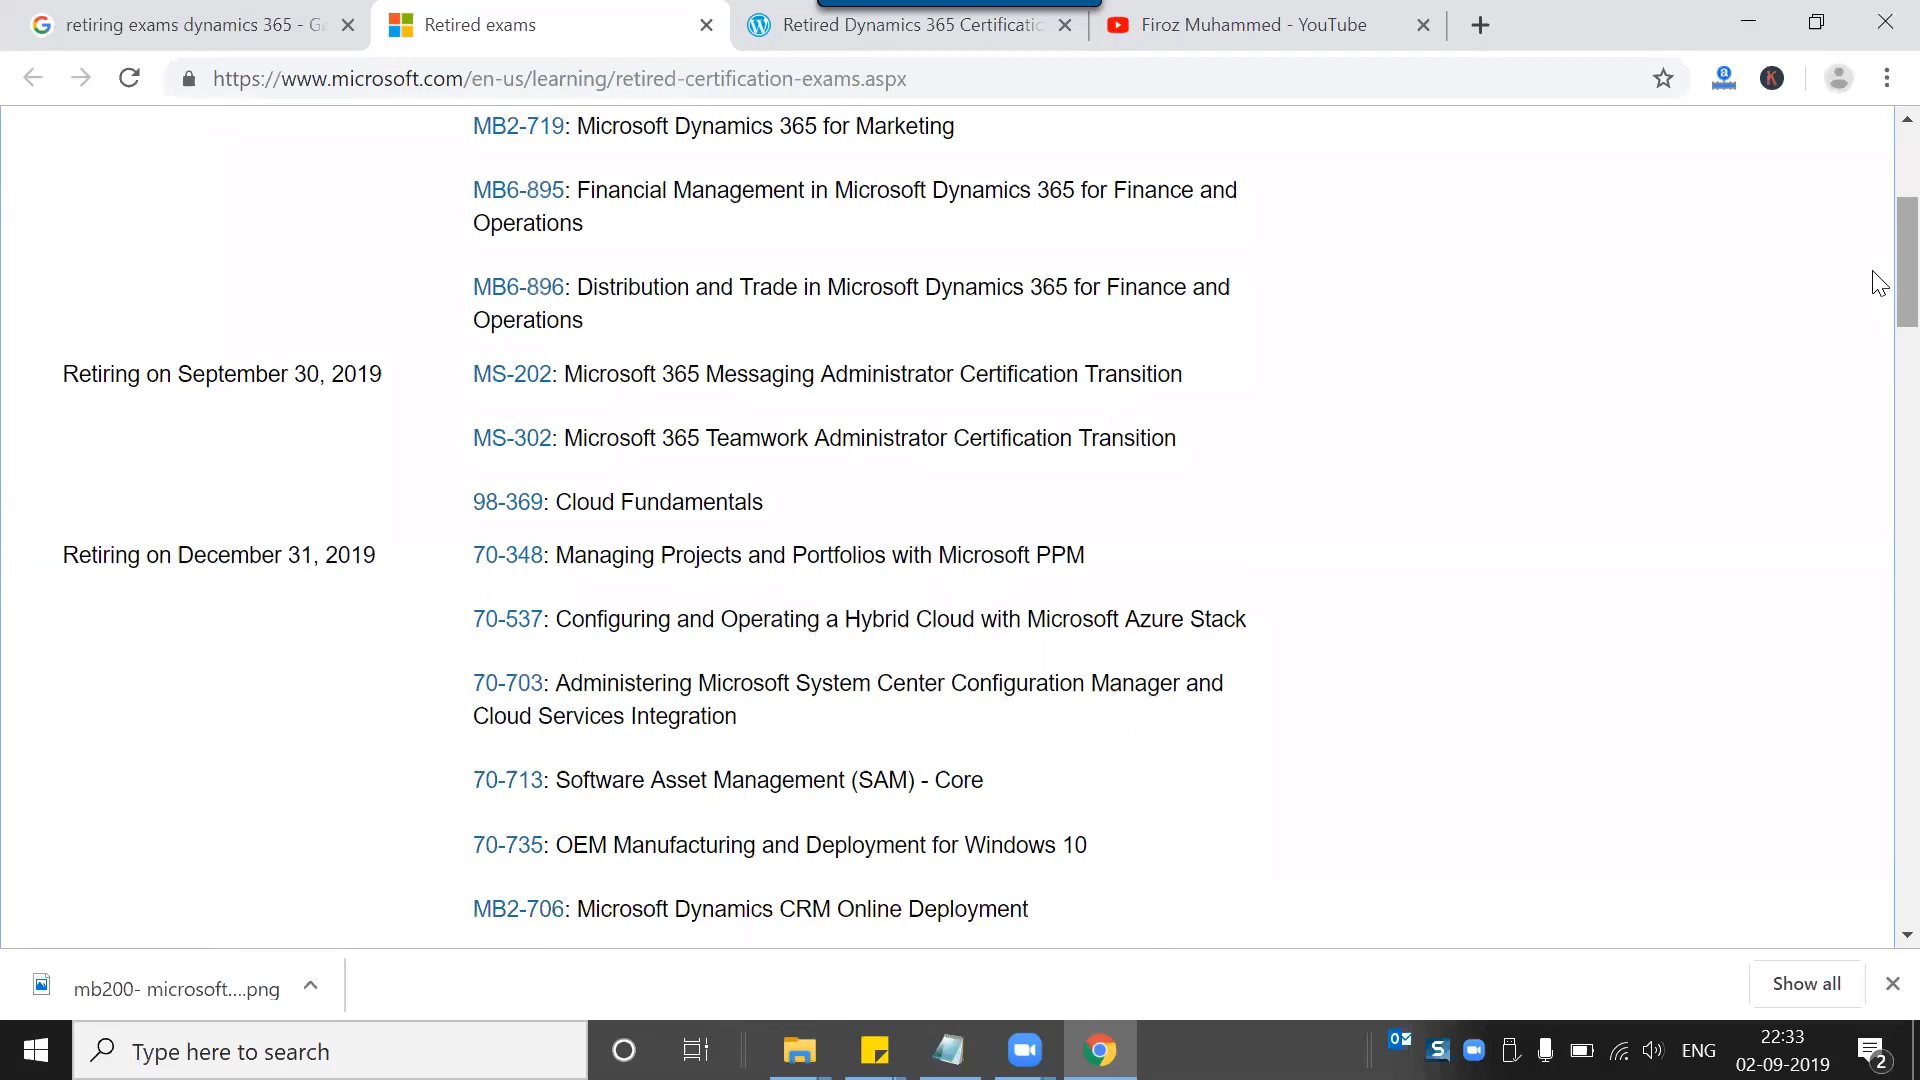 retiring exams dynamics 365 - G
Retired exams
Retired Dynamics 365 Certificatio
Firoz Muhammed - YouTube
https://www.microsoft.com/en-us/learning/retired-certification-exams.aspx
MB2-719: Microsoft Dynamics 365 for Marketing
MB6-895: Financial Management in Microsoft Dynamics 365 for Finance and
Operations
MB6-896: Distribution and Trade in Microsoft Dynamics 365 for Finance and
Operations
Retiring on September 30, 2019
MS-202: Microsoft 365 Messaging Administrator Certification Transition
MS-302: Microsoft 365 Teamwork Administrator Certification Transition
98-369: Cloud Fundamentals
Retiring on December 31, 2019
70-348: Managing Projects and Portfolios with Microsoft PPM
70-537: Configuring and Operating a Hybrid Cloud with Microsoft Azure Stack
70-703: Administering Microsoft System Center Configuration Manager and
Cloud Services Integration
70-713: Software Asset Management (SAM) - Core
70-735: OEM Manufacturing and Deployment for Windows 10
MB2-706: Microsoft Dynamics CRM Online Deployment
mb200- microsoft....png
Show all
Type here to search
ENG
22:33
02-09-2019
2